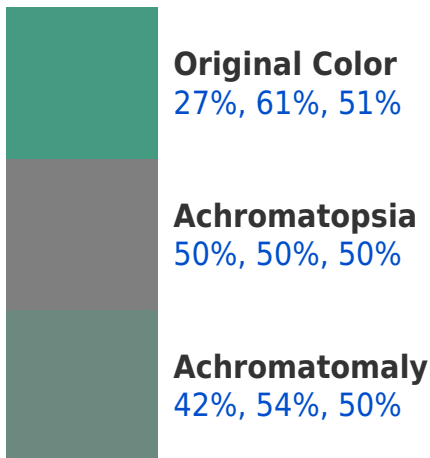 Original Color
27%, 61%, 51%
Achromatopsia
50%, 50%, 50%
Achromatomaly
42%, 54%, 50%